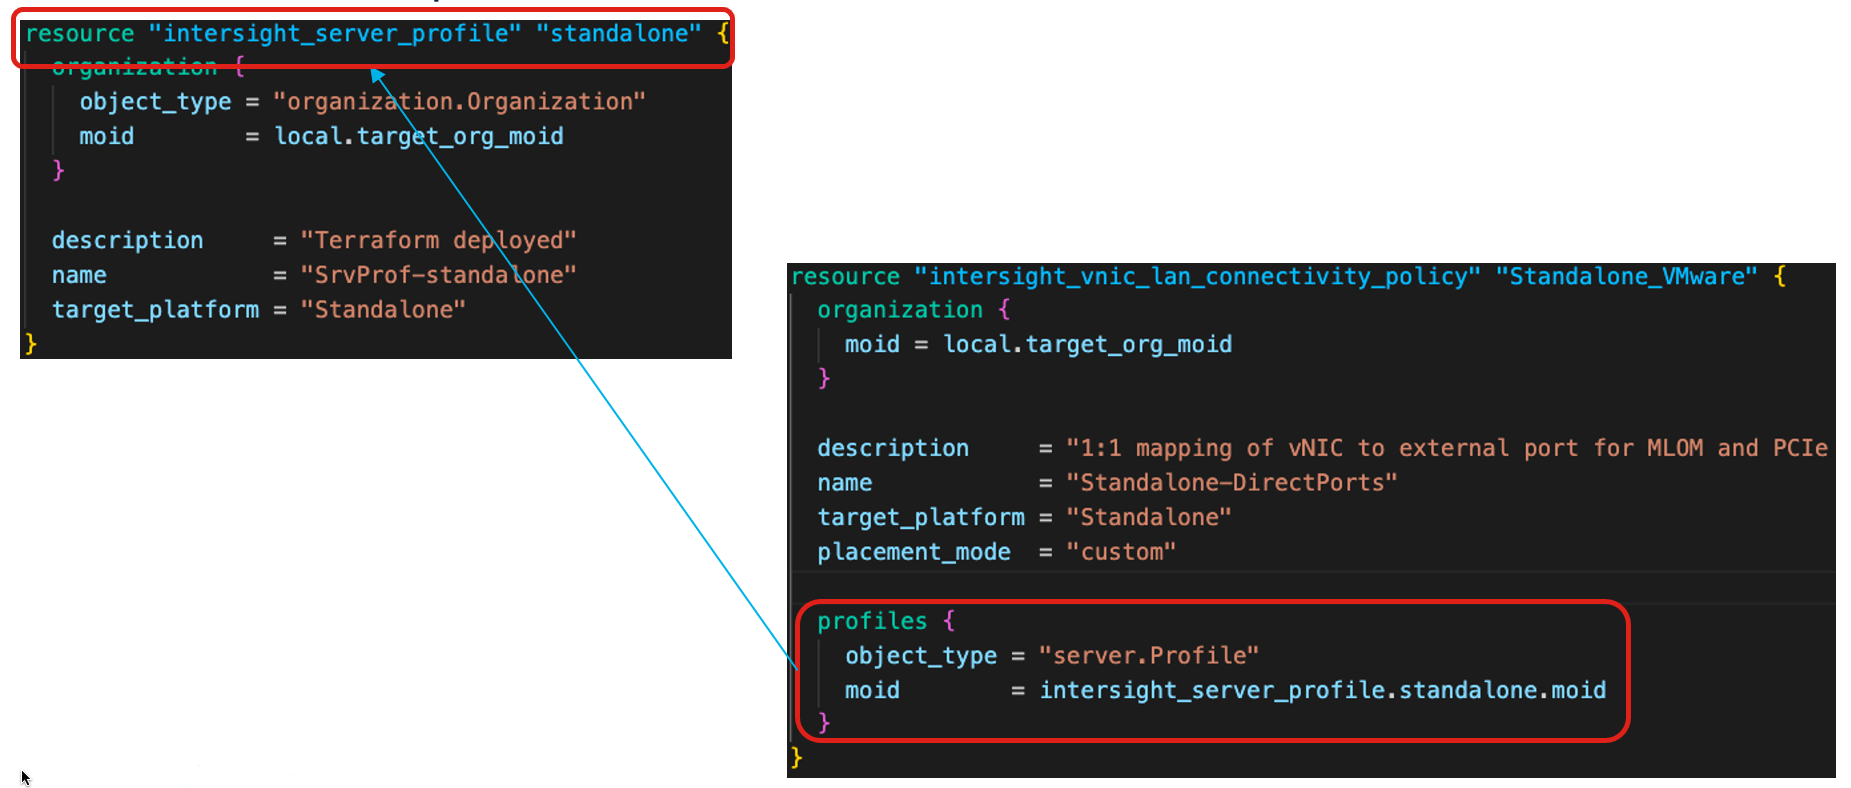 resource "intersight_server_profile" "standalone" {
organization {
object_type = "organization.Organization"
moid        = local.target_org_moid
}
description     = "Terraform deployed"
name            = "SrvProf-standalone"
target_platform = "Standalone"
}
resource "intersight_vnic_lan_connectivity_policy" "Standalone_VMware" {
organization {
moid = local.target_org_moid
}
description     = "1:1 mapping of vNIC to external port for MLOM and PCIe
name            = "Standalone-DirectPorts"
target_platform = "Standalone"
placement_mode  = "custom"
profiles {
object_type = "server.Profile"
moid        = intersight_server_profile.standalone.moid
}
}